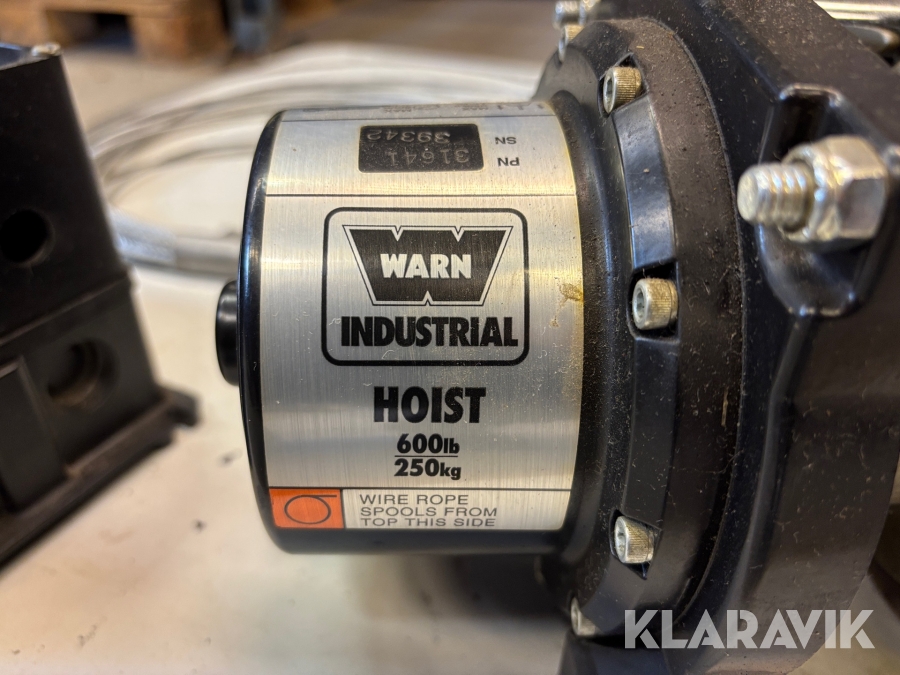 PN 31641
SN 39342
WARN
INDUSTRIAL
HOIST
600lb
250kg
WIRE ROPE
SPOOLS FROM
TOP THIS SIDE
KLARAVIK